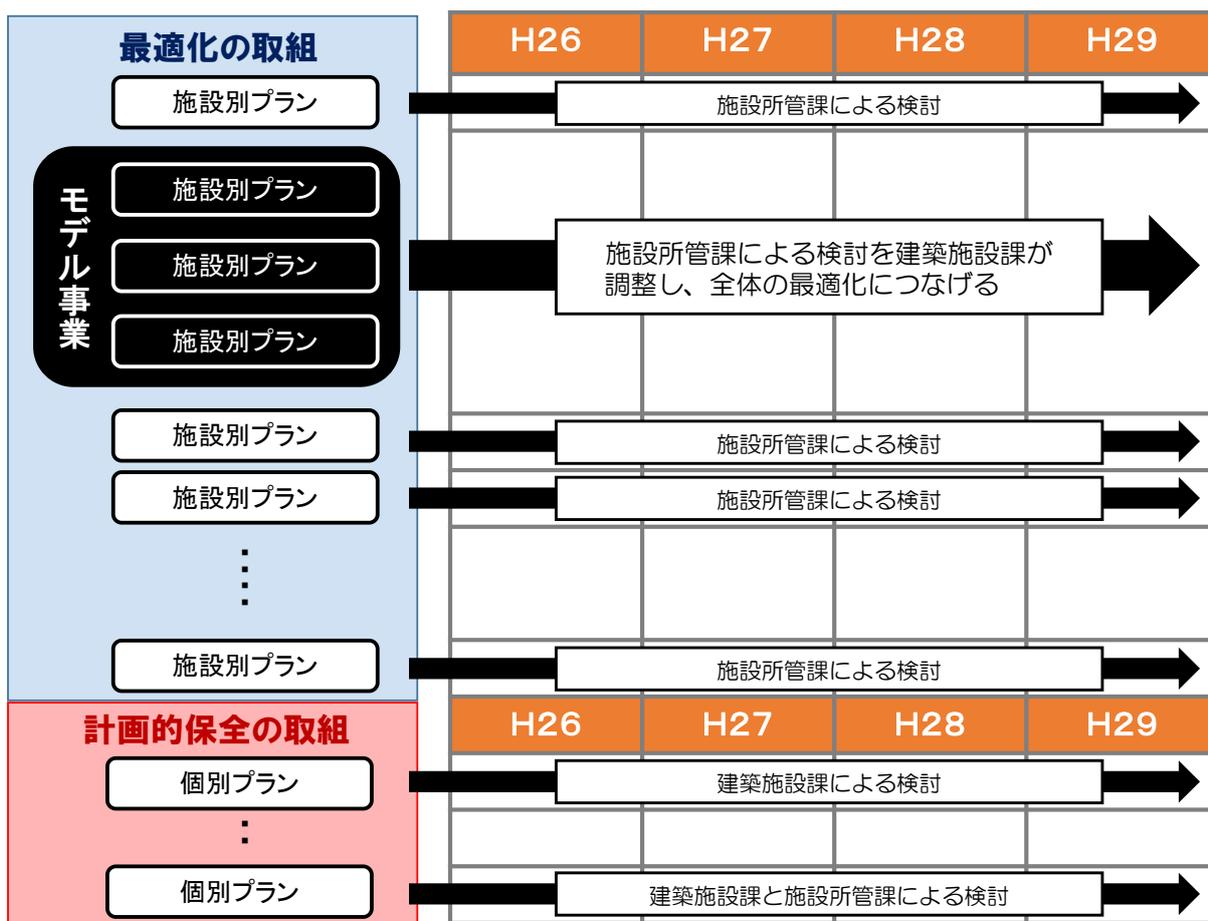 最適化の取組
H26 H27 H28 H29
施設別プラン
施設所管課による検討
モデル事業
施設別プラン
施設別プラン
施設別プラン
施設所管課による検討を建築施設課が
調整し、全体の最適化につなげる
施設別プラン
施設所管課による検討
施設別プラン
施設所管課による検討
施設別プラン
施設所管課による検討
計画的保全の取組
H26 H27 H28 H29
個別プラン
建築施設課による検討
個別プラン
建築施設課と施設所管課による検討